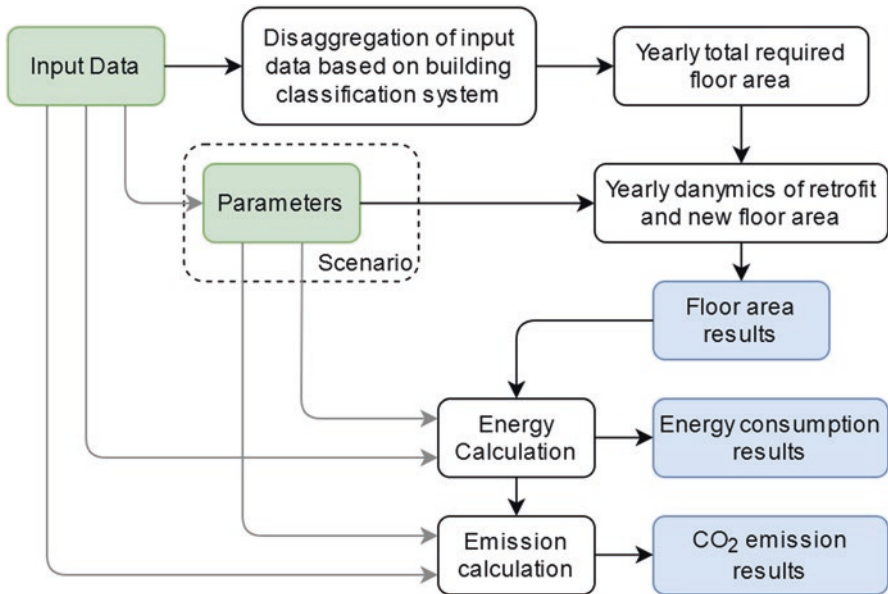 Input Data
Disaggregation of input
data based on building
classification system
Yearly total required
floor area
Parameters
Scenario
Yearly danymics of retrofit
and new floor area
Floor area
results
Energy
Calculation
Energy consumption
results
Emission
calculation
CO₂ emission
results